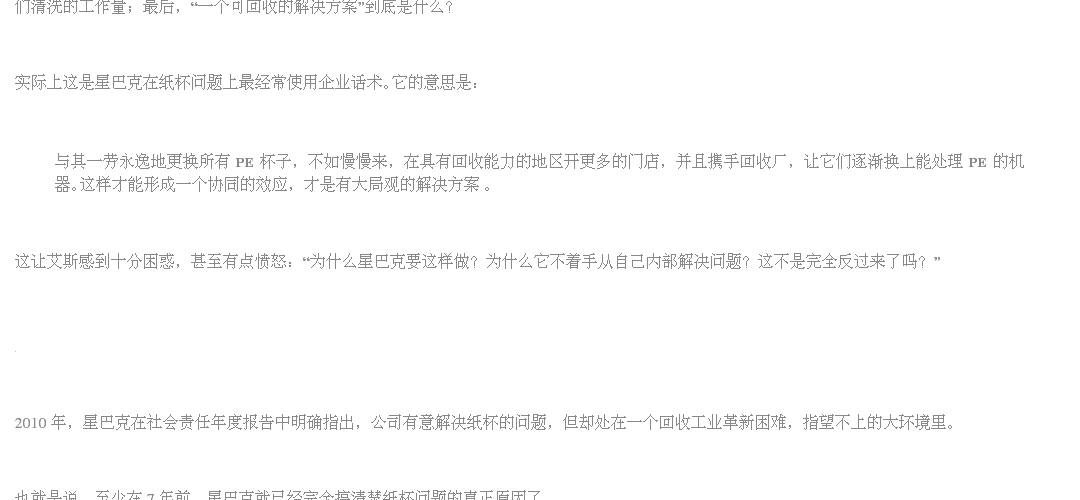 们清洗的工作量；最后，“一个可回收的解决方案”到底是什么？
实际上这是星巴克在纸杯问题上最经常使用企业话术。它的意思是：
与其一劳永逸地更换所有 PE 杯子，不如慢慢来，在具有回收能力的地区开更多的门店，并且携手回收厂，让它们逐渐换上能处理 PE 的机
器。这样才能形成一个协同的效应，才是有大局观的解决方案 。
这让艾斯感到十分困惑，甚至有点愤怒：“为什么星巴克要这样做？为什么它不着手从自己内部解决问题？这不是完全反过来了吗？”
2010 年，星巴克在社会责任年度报告中明确指出，公司有意解决纸杯的问题，但却处在一个回收工业革新困难，指望不上的大环境里。
也就是说，至少在 7 年前，星巴克就已经完全搞清楚纸杯问题的真正原因了